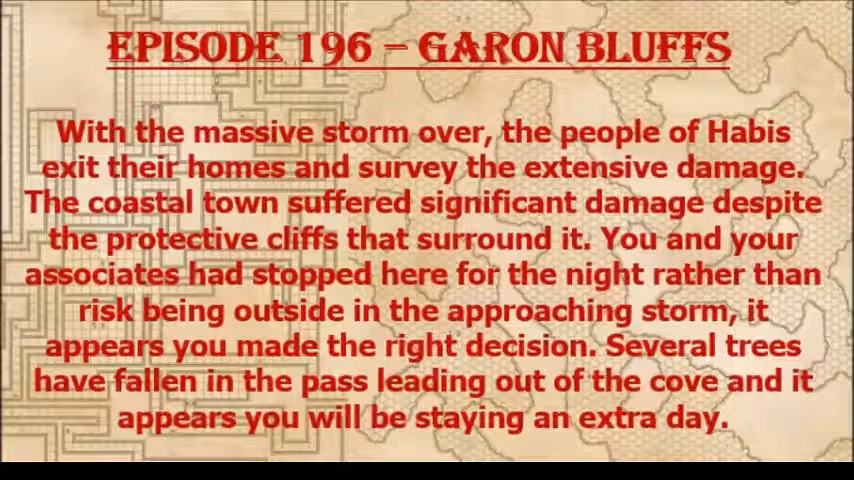 EPISODE 196 – GARON BLUFFS
With the massive storm over, the people of Habis
exit their homes and survey the extensive damage.
The coastal town suffered significant damage despite
the protective cliffs that surround it. You and your
associates had stopped here for the night rather than
risk being outside in the approaching storm, it
appears you made the right decision. Several trees
have fallen in the pass leading out of the cove and it
appears you will be staying an extra day.